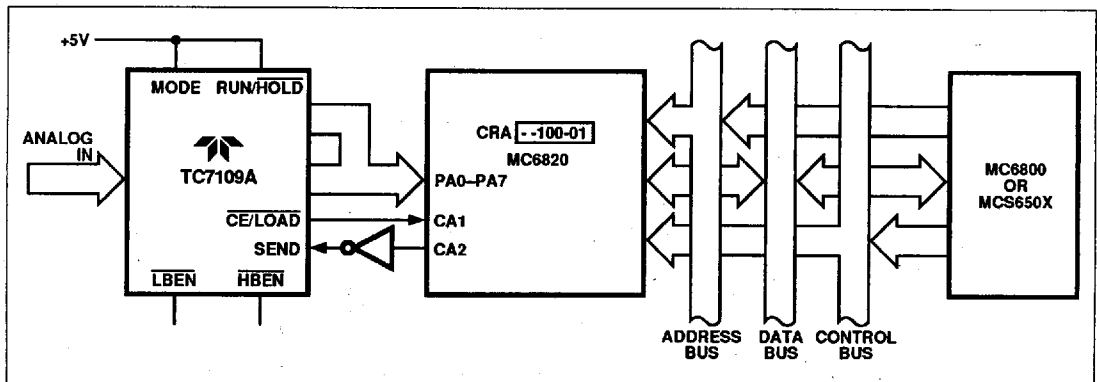 +5V
MODE RUN/HOLD
ANALOG
IN
TC7109A
CE/LOAD
SEND
LBEN HBEN
CRA - -100-01
MC6820
PA0–PA7
CA1
CA2
ADDRESS
BUS
DATA
BUS
CONTROL
BUS
MC6800
OR
MCS650X